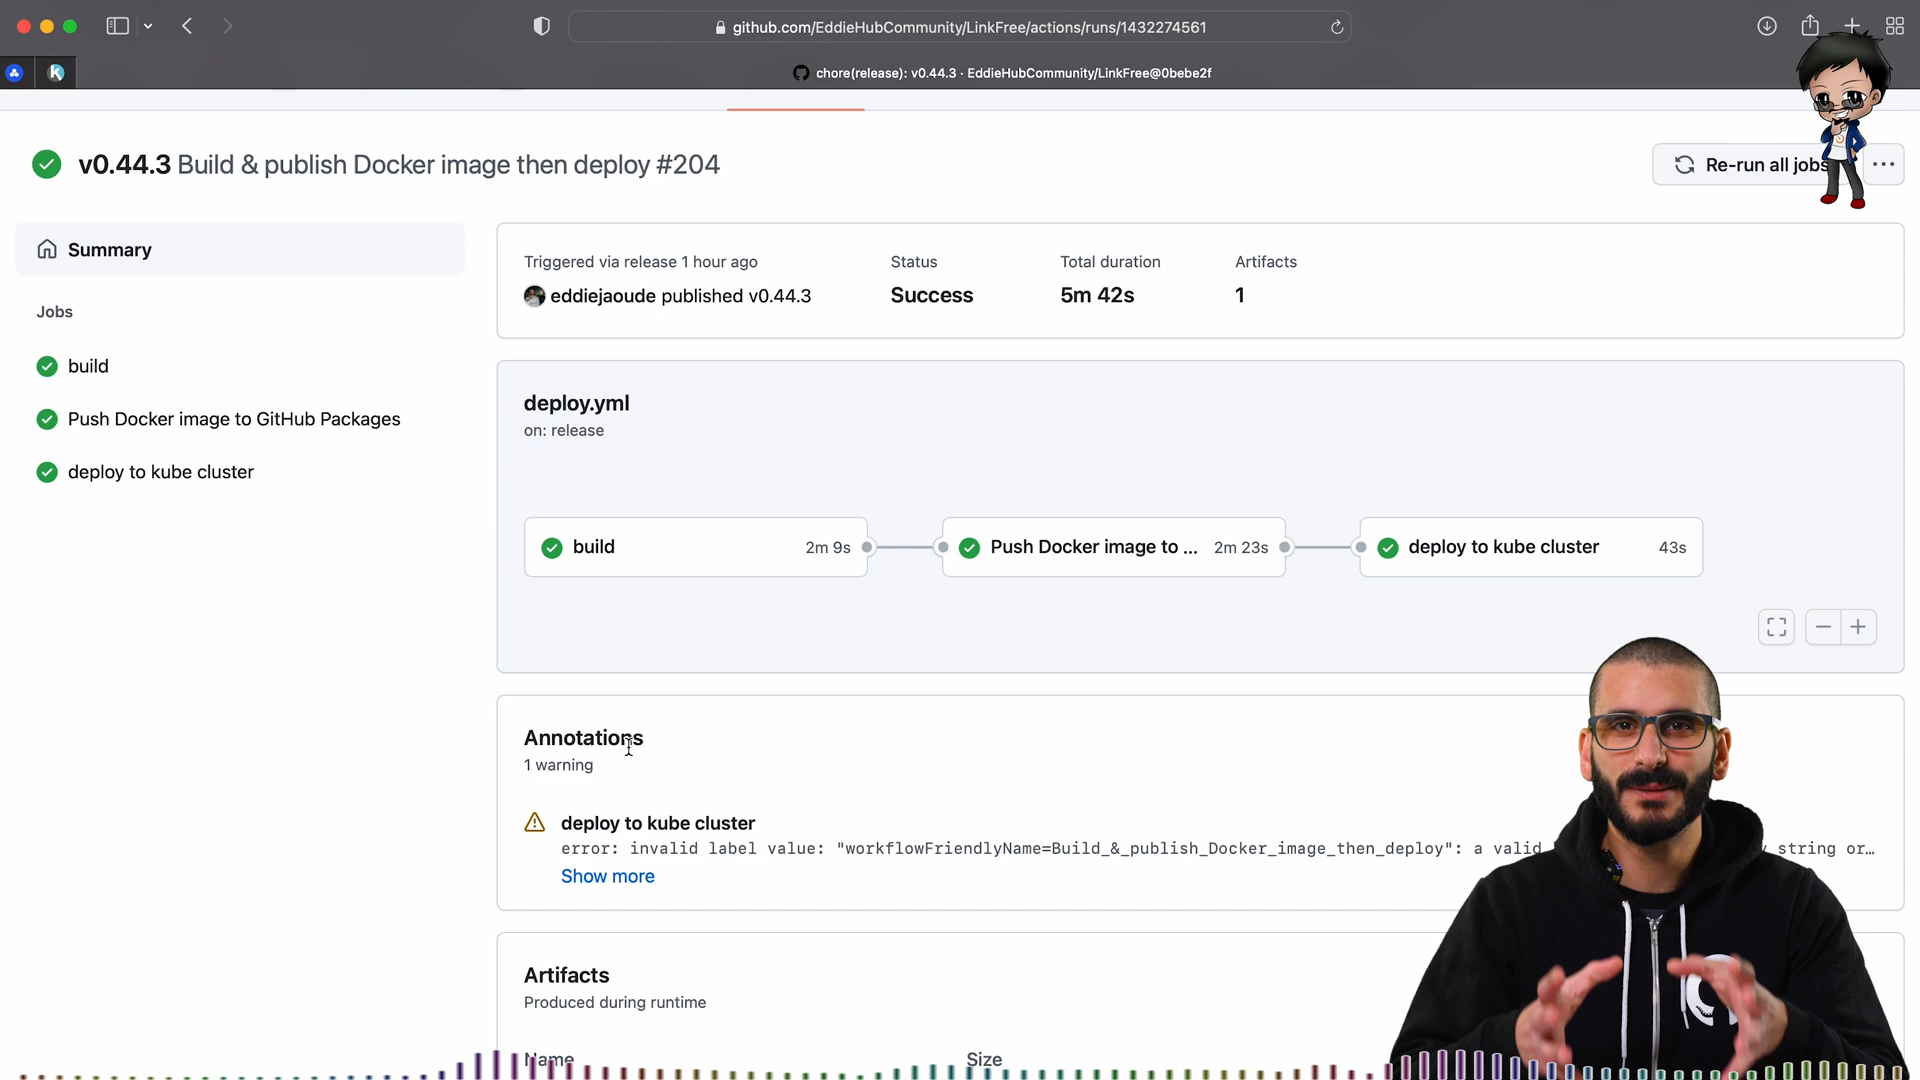 github.com/EddieHubCommunity/LinkFree/actions/runs/1432274561
chore(release): v0.44.3 · EddieHubCommunity/LinkFree@0bebe2f
v0.44.3 Build & publish Docker image then deploy #204
Re-run all jobs
Summary
Jobs
build
Push Docker image to GitHub Packages
deploy to kube cluster
Triggered via release 1 hour ago
eddiejaoude published v0.44.3
Status
Success
Total duration
5m 42s
Artifacts
1
deploy.yml
on: release
build 2m 9s
Push Docker image to ... 2m 23s
deploy to kube cluster 43s
Annotations
1 warning
deploy to kube cluster
error: invalid label value: "workflowFriendlyName=Build_&_publish_Docker_image_then_deploy": a valid string or…
Show more
Artifacts
Produced during runtime
Name Size